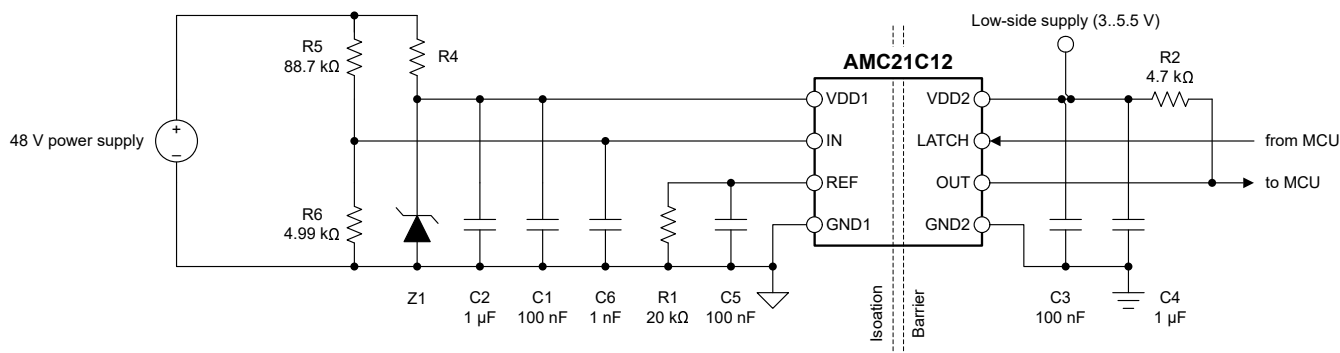 Low-side supply (3..5.5 V)
R5
88.7 kΩ
R4
AMC21C12
R2
4.7 kΩ
VDD1
VDD2
48 V power supply
+
–
IN
LATCH
from MCU
REF
OUT
to MCU
R6
4.99 kΩ
GND1
GND2
Z1
C2
1 µF
C1
100 nF
C6
1 nF
R1
20 kΩ
C5
100 nF
Isoation
Barrier
C3
100 nF
C4
1 µF